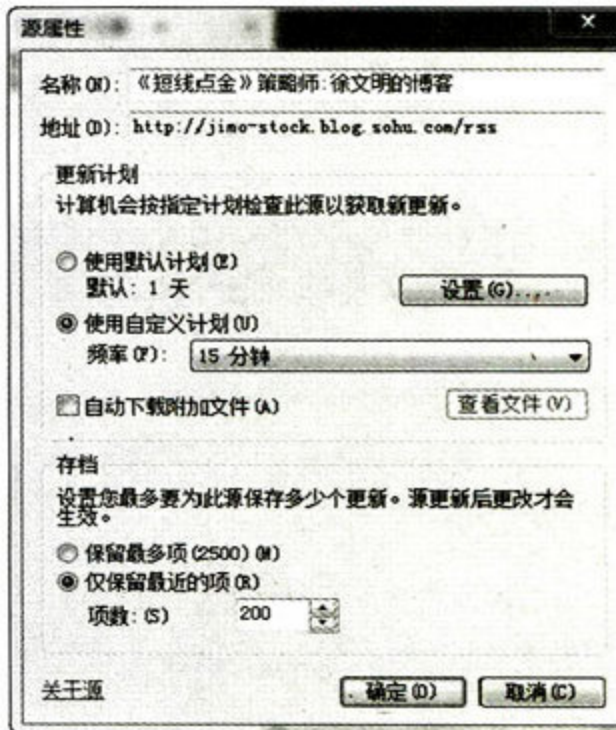 源属性
名称(N): 《短线点金》策略师:徐文明的博客
地址(D): http://jimo-stock.blog.sohu.com/rss
更新计划
计算机会按指定计划检查此源以获取新更新。
使用默认计划(E)
默认: 1 天
设置(G)...
使用自定义计划(U)
频率(F): 15 分钟
自动下载附加文件(A) 查看文件(V)
存档
设置您最多要为此源保存多少个更新。源更新后更改才会
生效。
保留最多项(2500)(M)
仅保留最近的项(R)
项数:(S) 200
关于源 确定(O) 取消(C)